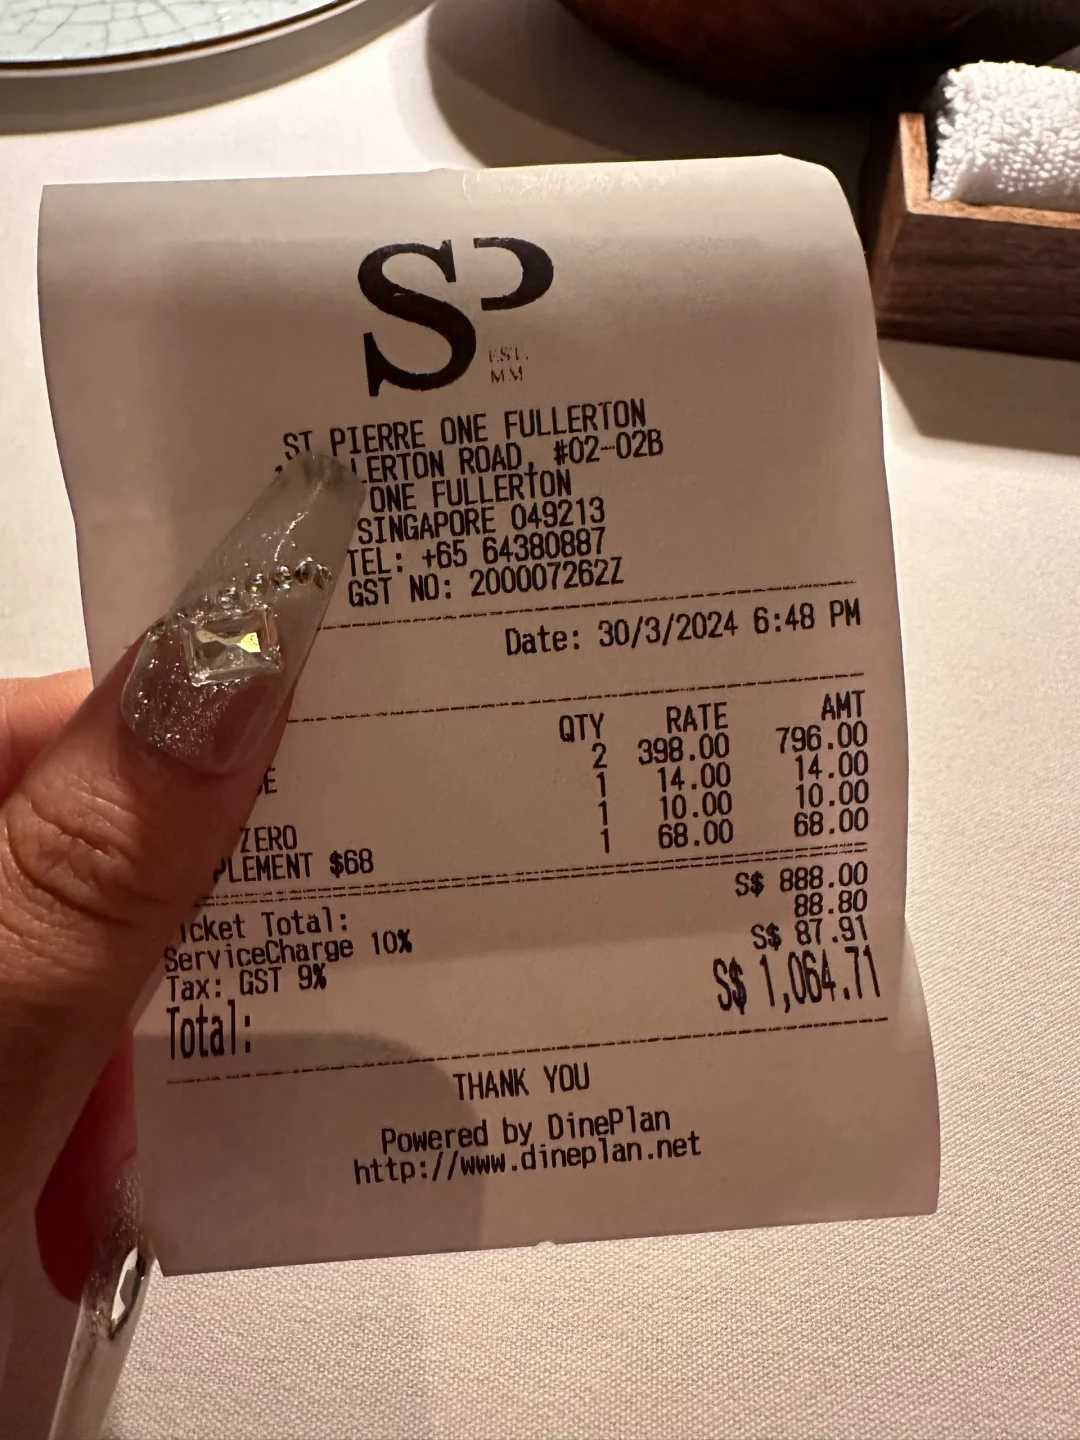 SP
EST.
MM
ST PIERRE ONE FULLERTON
LERTON ROAD, #02-02B
ONE FULLERTON
SINGAPORE 049213
TEL: +65 64380887
GST NO: 200007262Z
Date: 30/3/2024 6:48 PM
QTY RATE AMT
2 398.00 796.00
1 14.00 14.00
1 10.00 10.00
ZERO 1 68.00 68.00
PLEMENT $68
icket Total: S$ 888.00
ServiceCharge 10% 88.80
Tax: GST 9% S$ 87.91
Total: S$ 1,064.71
THANK YOU
Powered by DinePlan
http://www.dineplan.net